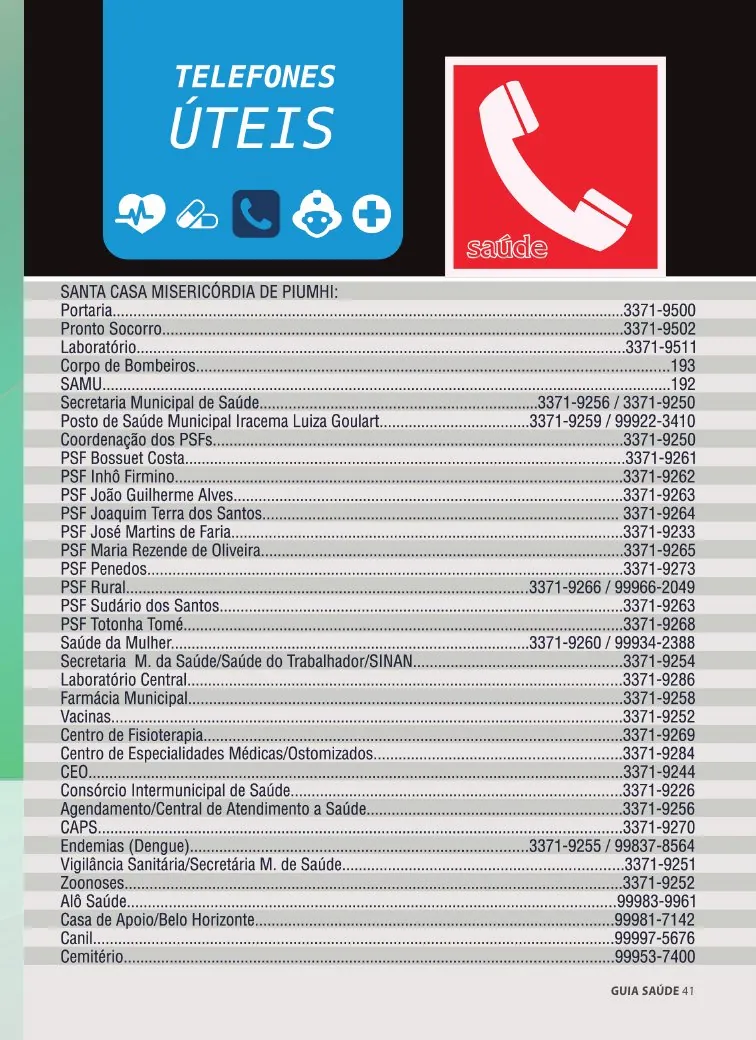 TELEFONES
ÚTEIS
saúde
SANTA CASA MISERICÓRDIA DE PIUMHI:
Portaria...........3371-9500
Pronto Socorro...........3371-9502
Laboratório...........3371-9511
Corpo de Bombeiros...........193
SAMU...........192
Secretaria Municipal de Saúde...........3371-9256 / 3371-9250
Posto de Saúde Municipal Iracema Luiza Goulart...........3371-9259 / 99922-3410
Coordenação dos PSFs...........3371-9250
PSF Bossuet Costa...........3371-9261
PSF Inhô Firmino...........3371-9262
PSF João Guilherme Alves...........3371-9263
PSF Joaquim Terra dos Santos........... 3371-9264
PSF José Martins de Faria...........3371-9233
PSF Maria Rezende de Oliveira...........3371-9265
PSF Penedos...........3371-9273
PSF Rural...........3371-9266 / 99966-2049
PSF Sudário dos Santos...........3371-9263
PSF Totonha Tomé...........3371-9268
Saúde da Mulher...........3371-9260 / 99934-2388
Secretaria M. da Saúde/Saúde do Trabalhador/SINAN...........3371-9254
Laboratório Central...........3371-9286
Farmácia Municipal...........3371-9258
Vacinas...........3371-9252
Centro de Fisioterapia...........3371-9269
Centro de Especialidades Médicas/Ostomizados...........3371-9284
CEO...........3371-9244
Consórcio Intermunicipal de Saúde...........3371-9226
Agendamento/Central de Atendimento a Saúde...........3371-9256
CAPS...........3371-9270
Endemias (Dengue)...........3371-9255 / 99837-8564
Vigilância Sanitária/Secretária M. de Saúde...........3371-9251
Zoonoses...........3371-9252
Alô Saúde...........99983-9961
Casa de Apoio/Belo Horizonte...........99981-7142
Canil...........99997-5676
Cemitério...........99953-7400
GUIA SAÚDE 41